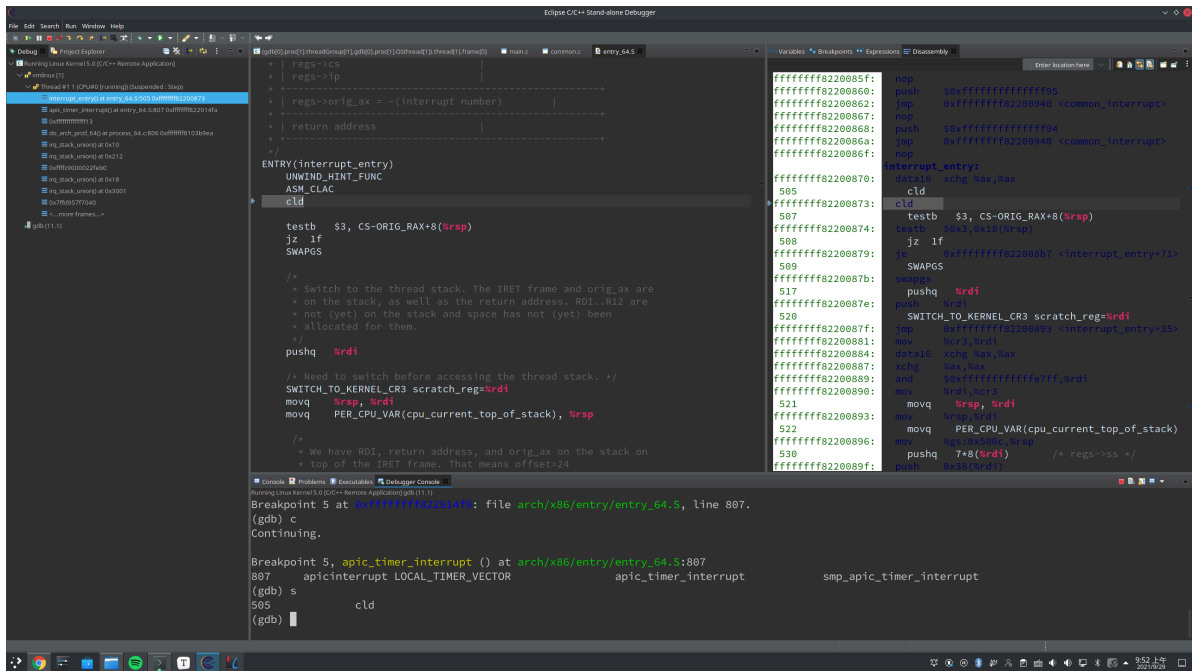 Eclipse C/C++ Stand-alone Debugger
File Edit Search Run Window Help
Debug
Project Explorer
Running Linux Kernel 5.0 [C/C++ Remote Application]
vmlinux [1]
Thread #1 1 (CPU#0 [running]) (Suspended : Step)
interrupt_entry() at entry_64.S:505 0xffffffff82200873
apic_timer_interrupt() at entry_64.S:807 0xffffffff822014fa
0xffffffffffffff13
do_arch_prctl_64() at process_64.c:806 0xffffffff8103b9ea
irq_stack_union() at 0x10
irq_stack_union() at 0x212
0xffffc9000022feb0
irq_stack_union() at 0x18
irq_stack_union() at 0x3001
0x7ffd957f7040
<...more frames...>
gdb (11.1)
(gdb[0].proc[1].threadGroup[1],gdb[0].proc[1].OSthread[1]).thread[1].frame[0]
main.c
common.c
entry_64.S
* | regs->cs |
* | regs->ip |
* +----------------------------------------------------+
* | regs->orig_ax = ~(interrupt number) |
* +----------------------------------------------------+
* | return address |
* +----------------------------------------------------+
*/
ENTRY(interrupt_entry)
UNWIND_HINT_FUNC
ASM_CLAC
cld
testb $3, CS-ORIG_RAX+8(%rsp)
jz 1f
SWAPGS
/*
* Switch to the thread stack. The IRET frame and orig_ax are
* on the stack, as well as the return address. RDI..R12 are
* not (yet) on the stack and space has not (yet) been
* allocated for them.
*/
pushq %rdi
/* Need to switch before accessing the thread stack. */
SWITCH_TO_KERNEL_CR3 scratch_reg=%rdi
movq %rsp, %rdi
movq PER_CPU_VAR(cpu_current_top_of_stack), %rsp
/*
* We have RDI, return address, and orig_ax on the stack on
* top of the IRET frame. That means offset=24
Variables
Breakpoints
Expressions
Disassembly
Enter location here
ffffffff8220085f: nop
ffffffff82200860: push $0xffffffffffffff95
ffffffff82200862: jmp 0xffffffff82200940 <common_interrupt>
ffffffff82200867: nop
ffffffff82200868: push $0xffffffffffffff94
ffffffff8220086a: jmp 0xffffffff82200940 <common_interrupt>
ffffffff8220086f: nop
interrupt_entry:
ffffffff82200870: data16 xchg %ax,%ax
505 cld
ffffffff82200873: cld
507 testb $3, CS-ORIG_RAX+8(%rsp)
ffffffff82200874: testb $0x3,0x18(%rsp)
508 jz 1f
ffffffff82200879: je 0xffffffff822008b7 <interrupt_entry+71>
509 SWAPGS
ffffffff8220087b: swapgs
517 pushq %rdi
ffffffff8220087e: push %rdi
520 SWITCH_TO_KERNEL_CR3 scratch_reg=%rdi
ffffffff8220087f: jmp 0xffffffff82200893 <interrupt_entry+35>
ffffffff82200881: mov %cr3,%rdi
ffffffff82200884: data16 xchg %ax,%ax
ffffffff82200887: xchg %ax,%ax
ffffffff82200889: and $0xffffffffffffe7ff,%rdi
ffffffff82200890: mov %rdi,%cr3
521 movq %rsp, %rdi
ffffffff82200893: mov %rsp,%rdi
522 movq PER_CPU_VAR(cpu_current_top_of_stack)
ffffffff82200896: mov %gs:0x500c,%rsp
530 pushq 7*8(%rdi) /* regs->ss */
ffffffff8220089f: push 0x38(%rdi)
Console
Problems
Executables
Debugger Console
Running Linux Kernel 5.0 [C/C++ Remote Application] gdb (11.1)
Breakpoint 5 at 0xffffffff822014f0: file arch/x86/entry/entry_64.S, line 807.
(gdb) c
Continuing.
Breakpoint 5, apic_timer_interrupt () at arch/x86/entry/entry_64.S:807
807 apicinterrupt LOCAL_TIMER_VECTOR apic_timer_interrupt smp_apic_timer_interrupt
(gdb) s
505 cld
(gdb)
9:52 上午
2021/9/29